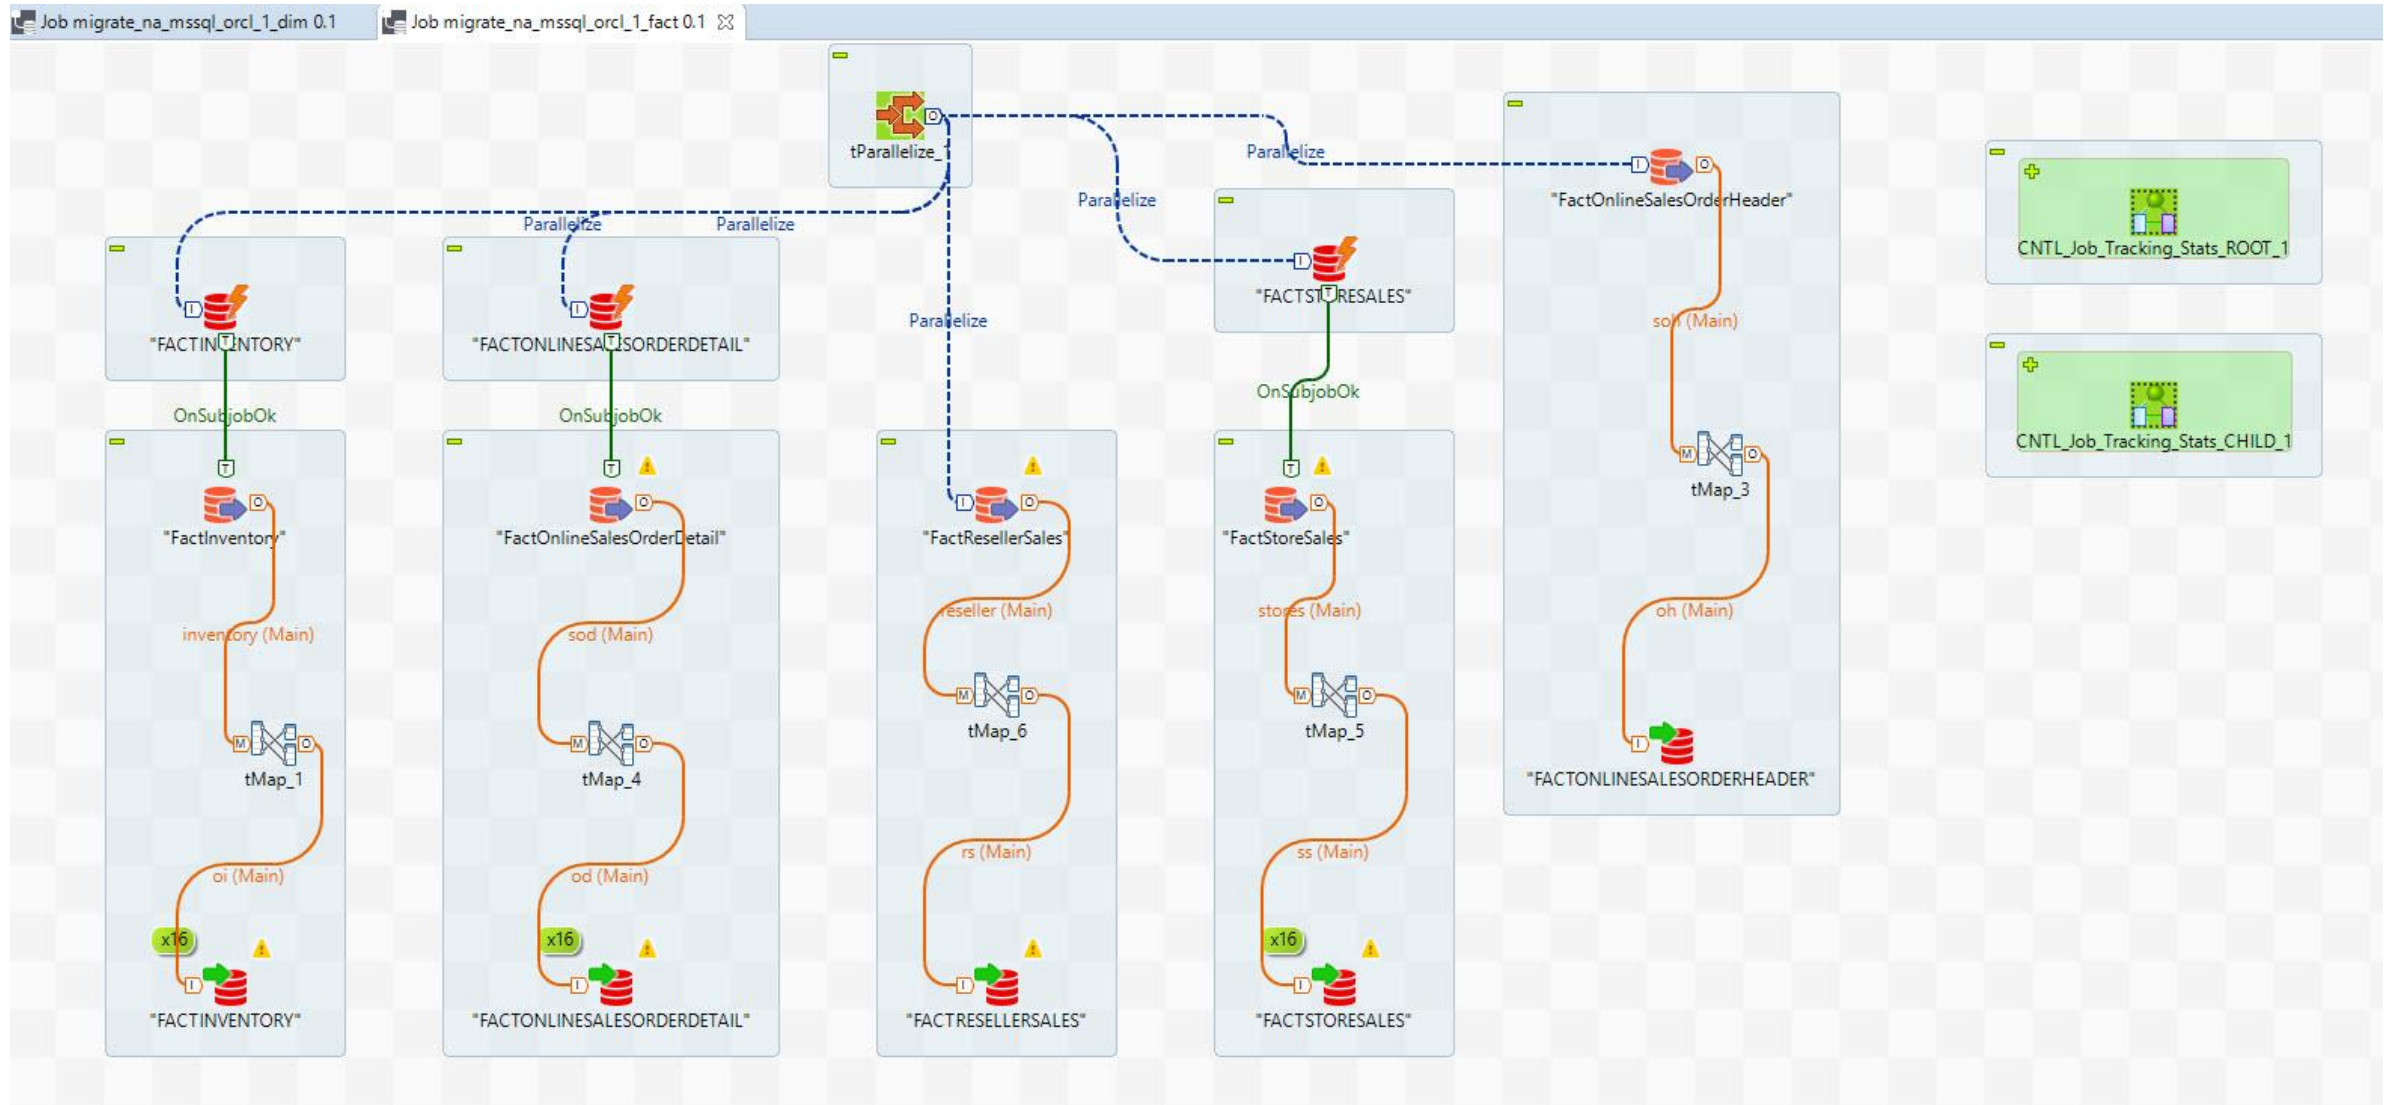 Job migrate_na_mssql_orcl_1_dim 0.1
Job migrate_na_mssql_orcl_1_fact 0.1
O
tParallelize_1
Parallelize
Parallelize
Parallelize
Parallelize
Parallelize
I
"FACTINVENTORY"
T
OnSubjobOk
T
O
"FactInventory"
inventory (Main)
M
O
tMap_1
oi (Main)
x16
I
"FACTINVENTORY"
I
"FACTONLINESALESORDERDETAIL"
T
OnSubjobOk
T
O
"FactOnlineSalesOrderDetail"
sod (Main)
M
O
tMap_4
od (Main)
x16
I
"FACTONLINESALESORDERDETAIL"
I
O
"FactResellerSales"
reseller (Main)
M
O
tMap_6
rs (Main)
I
"FACTRESELLERSALES"
I
"FACTSTORESALES"
T
OnSubjobOk
T
O
"FactStoreSales"
stores (Main)
M
O
tMap_5
ss (Main)
x16
I
"FACTSTORESALES"
I
O
"FactOnlineSalesOrderHeader"
soh (Main)
M
O
tMap_3
oh (Main)
I
"FACTONLINESALESORDERHEADER"
CNTL_Job_Tracking_Stats_ROOT_1
CNTL_Job_Tracking_Stats_CHILD_1